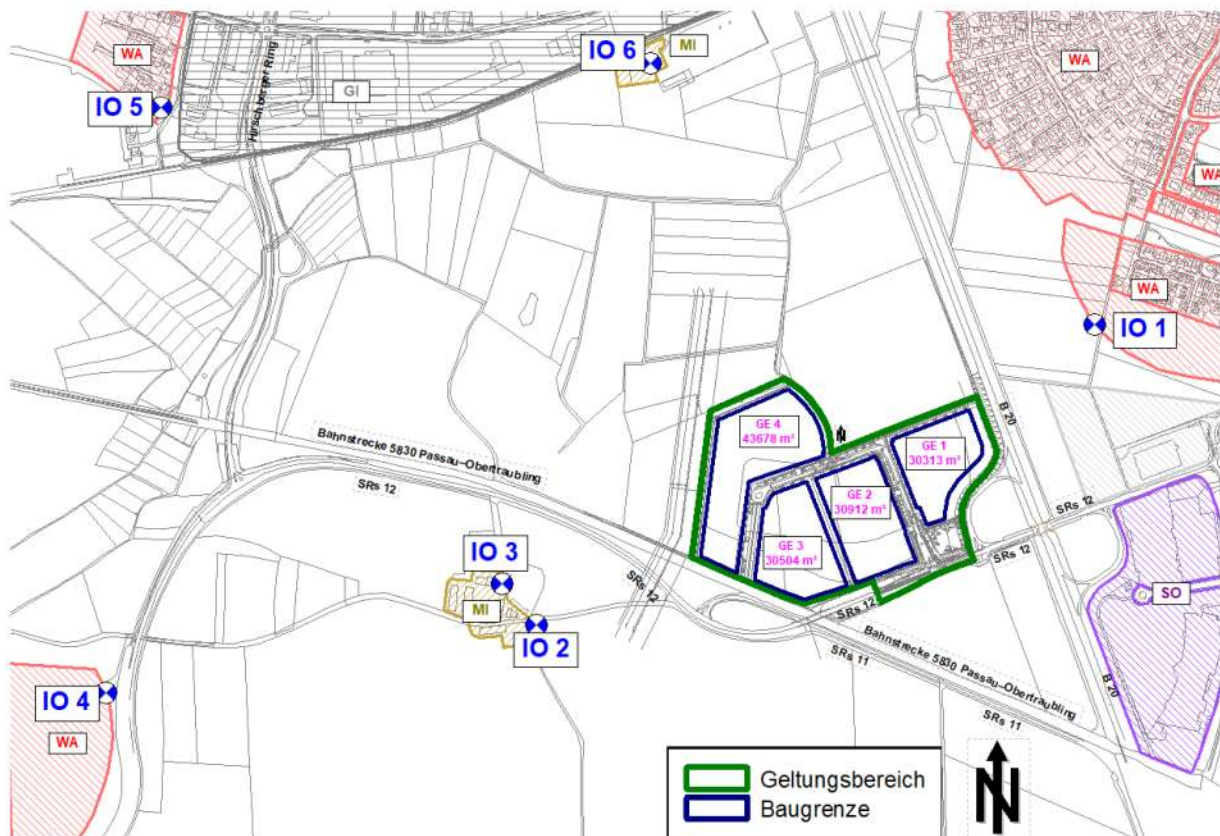 WA
IO 5
Hirschberger Ring
GI
IO 6
MI
WA
WA
WA
IO 1
B 20
GE 4
43678 m²
GE 1
30313 m²
GE 2
30912 m²
GE 3
30504 m²
Bahnstrecke 5830 Passau-Obertraubling
SRs 12
SRs 12
SRs 12
SRs 12
SRs 12
IO 3
MI
IO 2
SO
IO 4
WA
Bahnstrecke 5830 Passau-Obertraubling
SRs 11
SRs 11
B 20
Geltungsbereich
Baugrenze
N